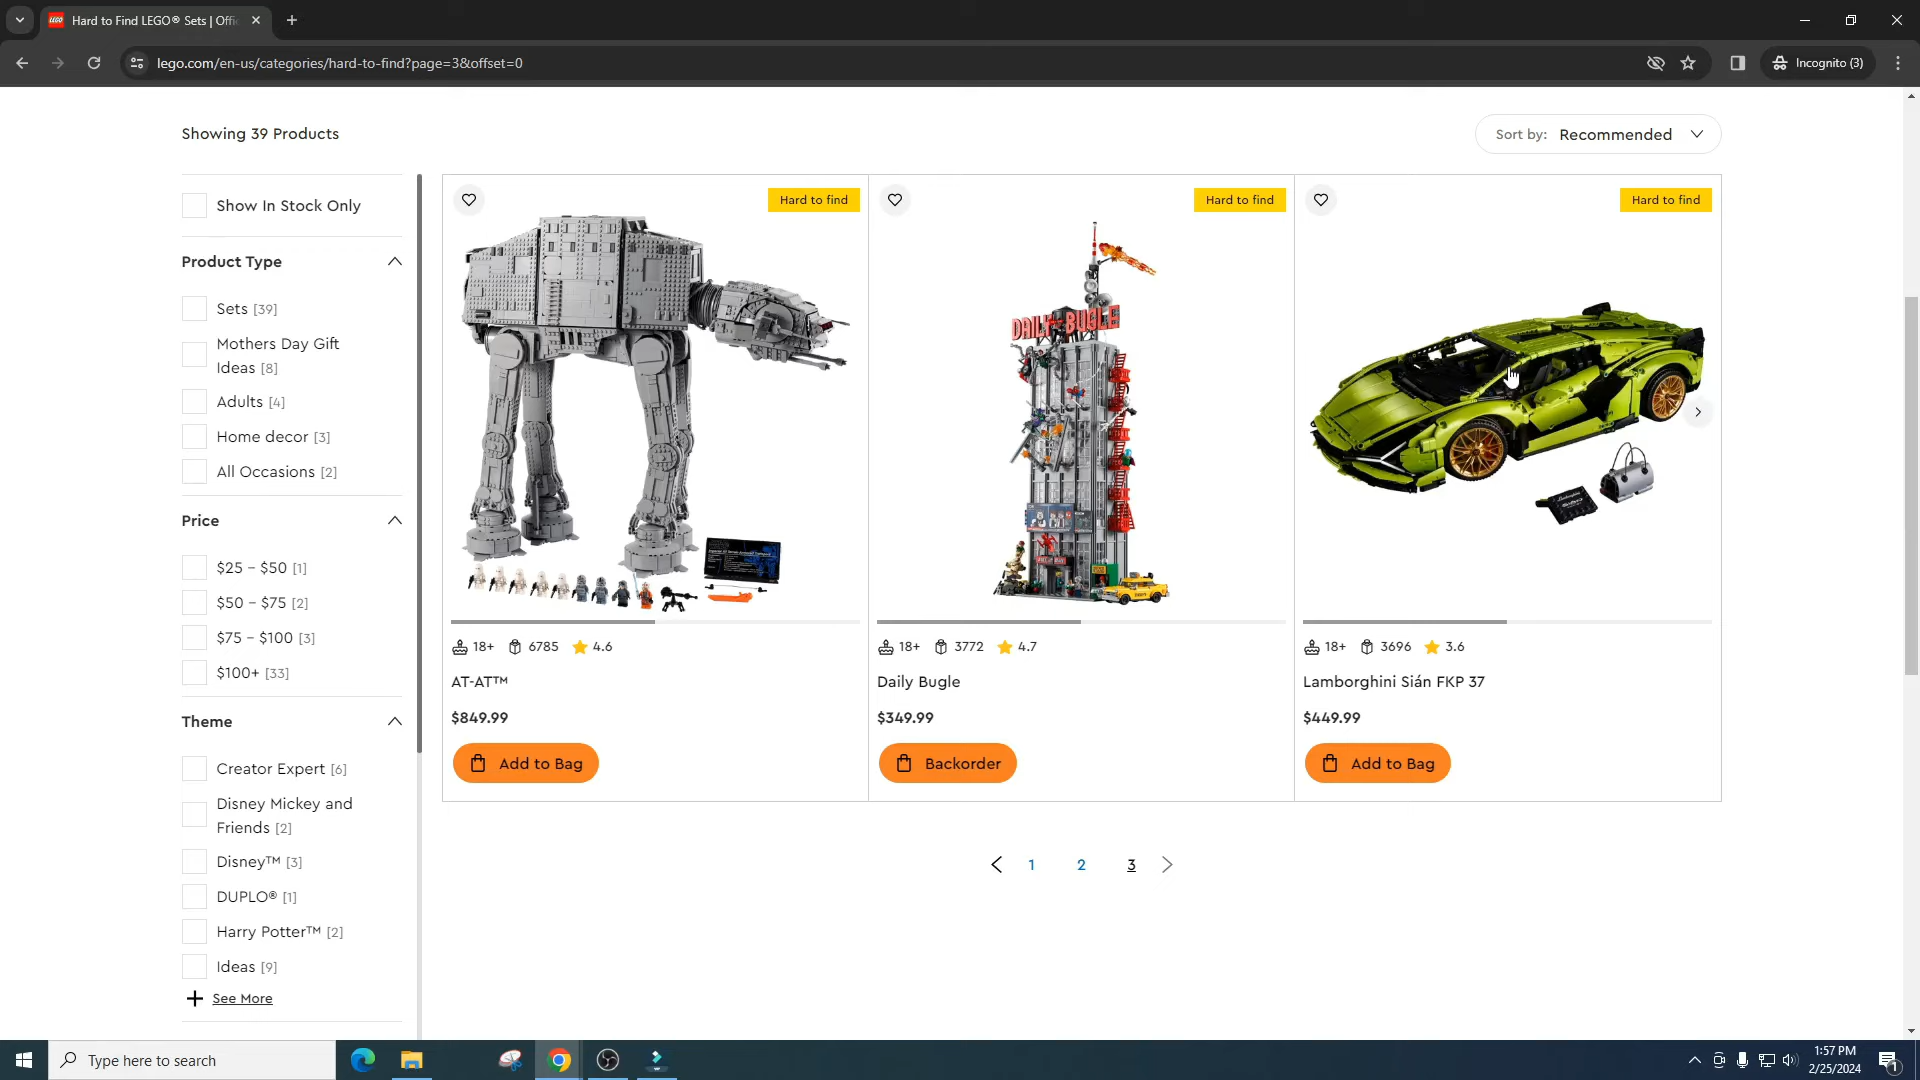 Hard to Find LEGO® Sets | Offi
lego.com/en-us/categories/hard-to-find?page=3&offset=0
Incognito (3)
Showing 39 Products
Sort by: Recommended
Show In Stock Only
Product Type
Sets [39]
Mothers Day Gift
Ideas [8]
Adults [4]
Home decor [3]
All Occasions [2]
Price
$25 – $50 [1]
$50 – $75 [2]
$75 – $100 [3]
$100+ [33]
Theme
Creator Expert [6]
Disney Mickey and
Friends [2]
Disney™ [3]
DUPLO® [1]
Harry Potter™ [2]
Ideas [9]
See More
Hard to find
18+ 6785 4.6
AT-AT™
$849.99
Add to Bag
Hard to find
DAILY BUGLE
18+ 3772 4.7
Daily Bugle
$349.99
Backorder
Hard to find
18+ 3696 3.6
Lamborghini Sián FKP 37
$449.99
Add to Bag
1 2 3
Type here to search
1:57 PM
2/25/2024
1